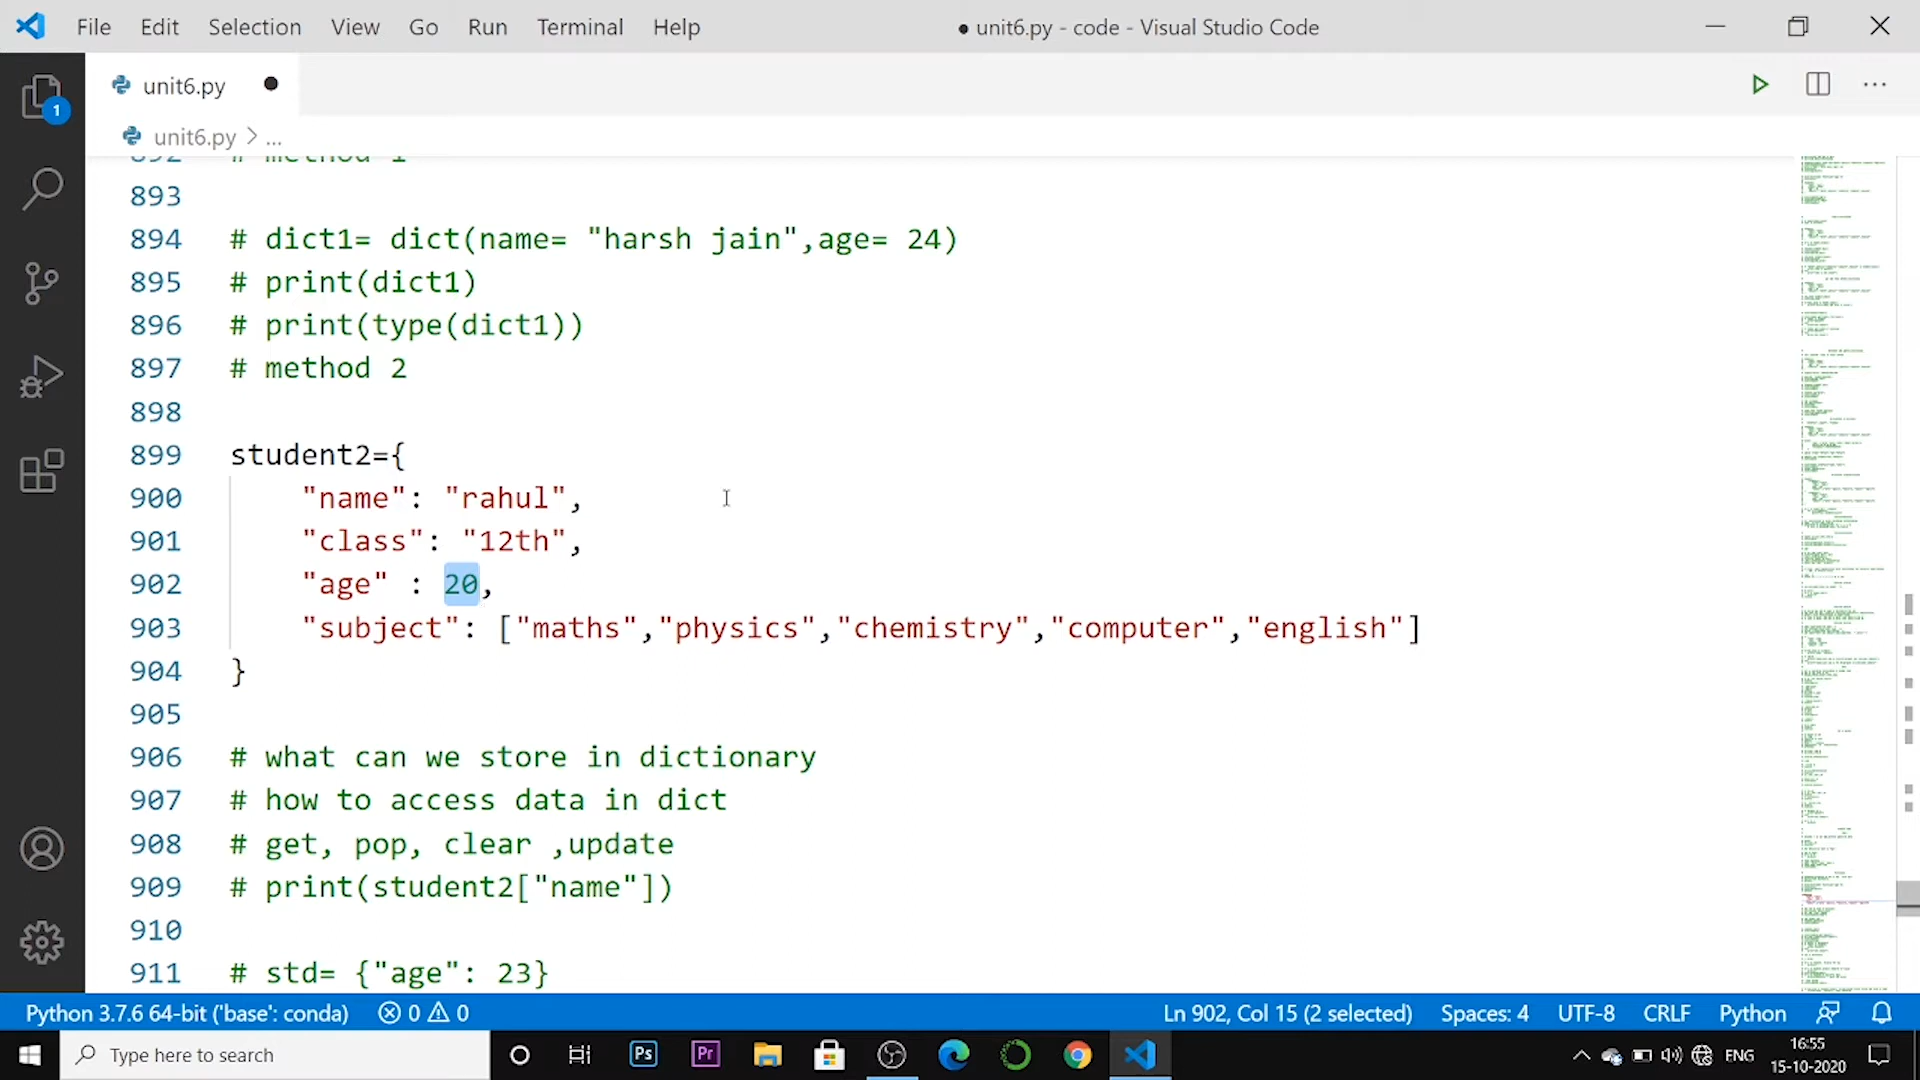 File Edit Selection View Go Run Terminal Help ● unit6.py - code - Visual Studio Code
unit6.py ●
1
unit6.py > ...
892 # method 1
893
894 # dict1= dict(name= "harsh jain",age= 24)
895 # print(dict1)
896 # print(type(dict1))
897 # method 2
898
899 student2={
900 "name": "rahul",
901 "class": "12th",
902 "age" : 20,
903 "subject": ["maths","physics","chemistry","computer","english"]
904 }
905
906 # what can we store in dictionary
907 # how to access data in dict
908 # get, pop, clear ,update
909 # print(student2["name"])
910
911 # std= {"age": 23}
Python 3.7.6 64-bit ('base': conda) 0 0 Ln 902, Col 15 (2 selected) Spaces: 4 UTF-8 CRLF Python
Type here to search Ps Pr ENG 16:55
15-10-2020